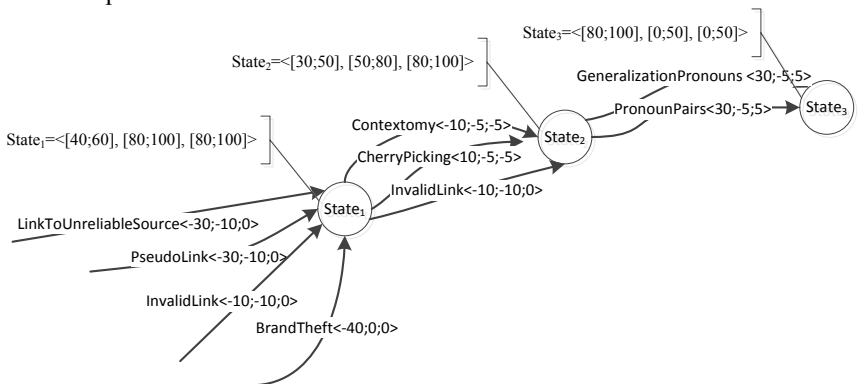 State₃=<[80;100], [0;50], [0;50]>
State₂=<[30;50], [50;80], [80;100]>
GeneralizationPronouns <30;-5;5>
PronounPairs<30;-5;5>
State₃
State₁=<[40;60], [80;100], [80;100]>
Contextomy<-10;-5;-5>
State₂
CherryPicking<10;-5;-5>
InvalidLink<-10;-10;0>
State₁
LinkToUnreliableSource<-30;-10;0>
PseudoLink<-30;-10;0>
InvalidLink<-10;-10;0>
BrandTheft<-40;0;0>